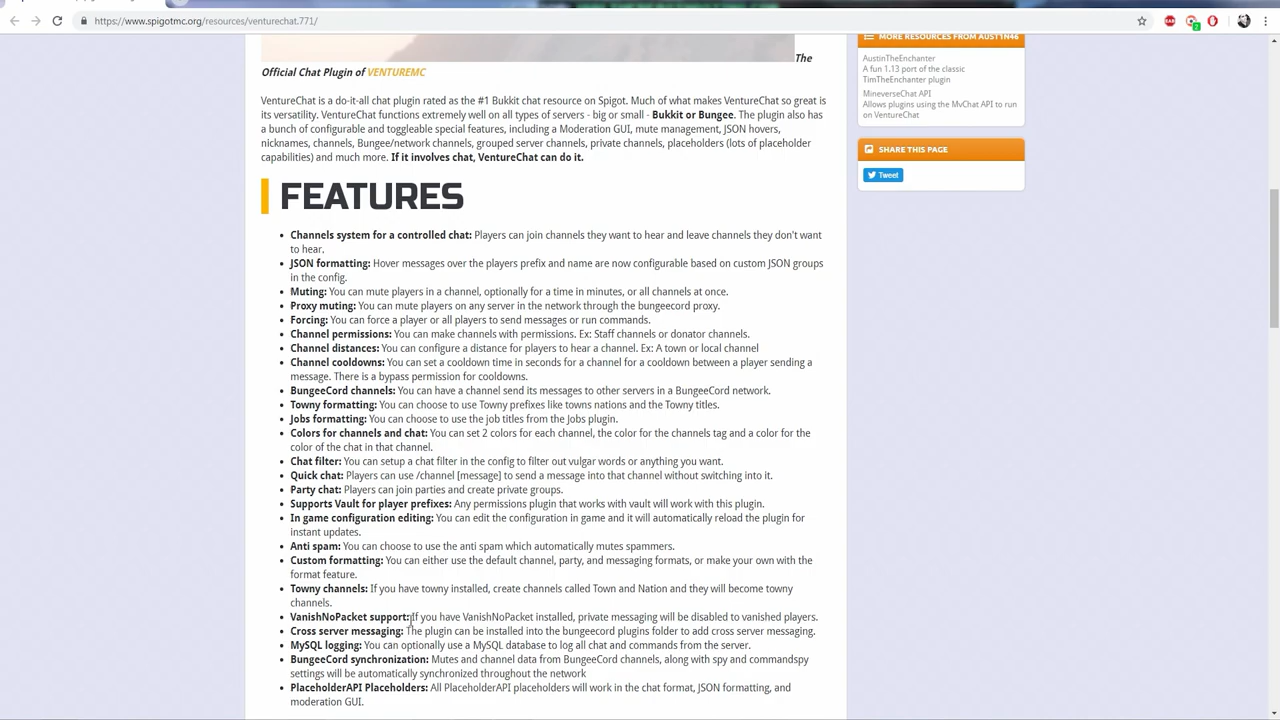 https://www.spigotmc.org/resources/venturechat.771/
The
Official Chat Plugin of VENTUREMC
VentureChat is a do-it-all chat plugin rated as the #1 Bukkit chat resource on Spigot. Much of what makes VentureChat so great is
its versatility. VentureChat functions extremely well on all types of servers - big or small - Bukkit or Bungee. The plugin also has
a bunch of configurable and toggleable special features, including a Moderation GUI, mute management, JSON hovers,
nicknames, channels, Bungee/network channels, grouped server channels, private channels, placeholders (lots of placeholder
capabilities) and much more. If it involves chat, VentureChat can do it.
FEATURES
• Channels system for a controlled chat: Players can join channels they want to hear and leave channels they don't want
to hear.
• JSON formatting: Hover messages over the players prefix and name are now configurable based on custom JSON groups
in the config.
• Muting: You can mute players in a channel, optionally for a time in minutes, or all channels at once.
• Proxy muting: You can mute players on any server in the network through the bungeecord proxy.
• Forcing: You can force a player or all players to send messages or run commands.
• Channel permissions: You can make channels with permissions. Ex: Staff channels or donator channels.
• Channel distances: You can configure a distance for players to hear a channel. Ex: A town or local channel
• Channel cooldowns: You can set a cooldown time in seconds for a channel for a cooldown between a player sending a
message. There is a bypass permission for cooldowns.
• BungeeCord channels: You can have a channel send its messages to other servers in a BungeeCord network.
• Towny formatting: You can choose to use Towny prefixes like towns nations and the Towny titles.
• Jobs formatting: You can choose to use the job titles from the Jobs plugin.
• Colors for channels and chat: You can set 2 colors for each channel, the color for the channels tag and a color for the
color of the chat in that channel.
• Chat filter: You can setup a chat filter in the config to filter out vulgar words or anything you want.
• Quick chat: Players can use /channel [message] to send a message into that channel without switching into it.
• Party chat: Players can join parties and create private groups.
• Supports Vault for player prefixes: Any permissions plugin that works with vault will work with this plugin.
• In game configuration editing: You can edit the configuration in game and it will automatically reload the plugin for
instant updates.
• Anti spam: You can choose to use the anti spam which automatically mutes spammers.
• Custom formatting: You can either use the default channel, party, and messaging formats, or make your own with the
format feature.
• Towny channels: If you have towny installed, create channels called Town and Nation and they will become towny
channels.
• VanishNoPacket support: If you have VanishNoPacket installed, private messaging will be disabled to vanished players.
• Cross server messaging: The plugin can be installed into the bungeecord plugins folder to add cross server messaging.
• MySQL logging: You can optionally use a MySQL database to log all chat and commands from the server.
• BungeeCord synchronization: Mutes and channel data from BungeeCord channels, along with spy and commandspy
settings will be automatically synchronized throughout the network
• PlaceholderAPI Placeholders: All PlaceholderAPI placeholders will work in the chat format, JSON formatting, and
moderation GUI.
MORE RESOURCES FROM AUST1N46
AustinTheEnchanter
A fun 1.13 port of the classic
TimTheEnchanter plugin
MineverseChat API
Allows plugins using the MvChat API to run
on VentureChat
SHARE THIS PAGE
Tweet